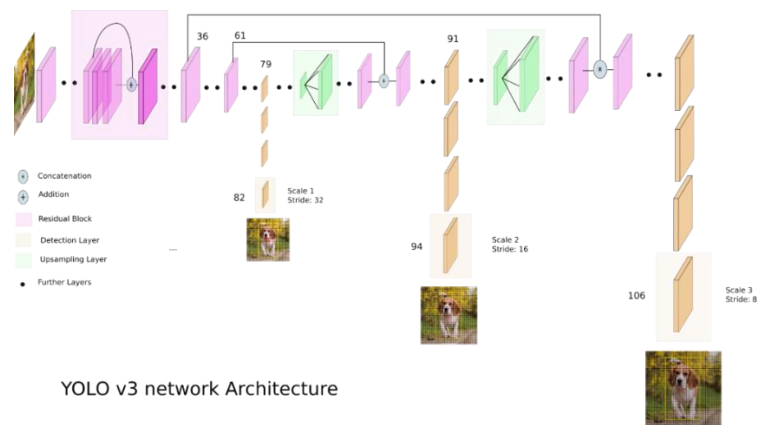 36
61
79
91
Concatenation
Addition
Residual Block
Detection Layer
Upsampling Layer
Further Layers
82
Scale 1
Stride: 32
94
Scale 2
Stride: 16
106
Scale 3
Stride: 8
YOLO v3 network Architecture